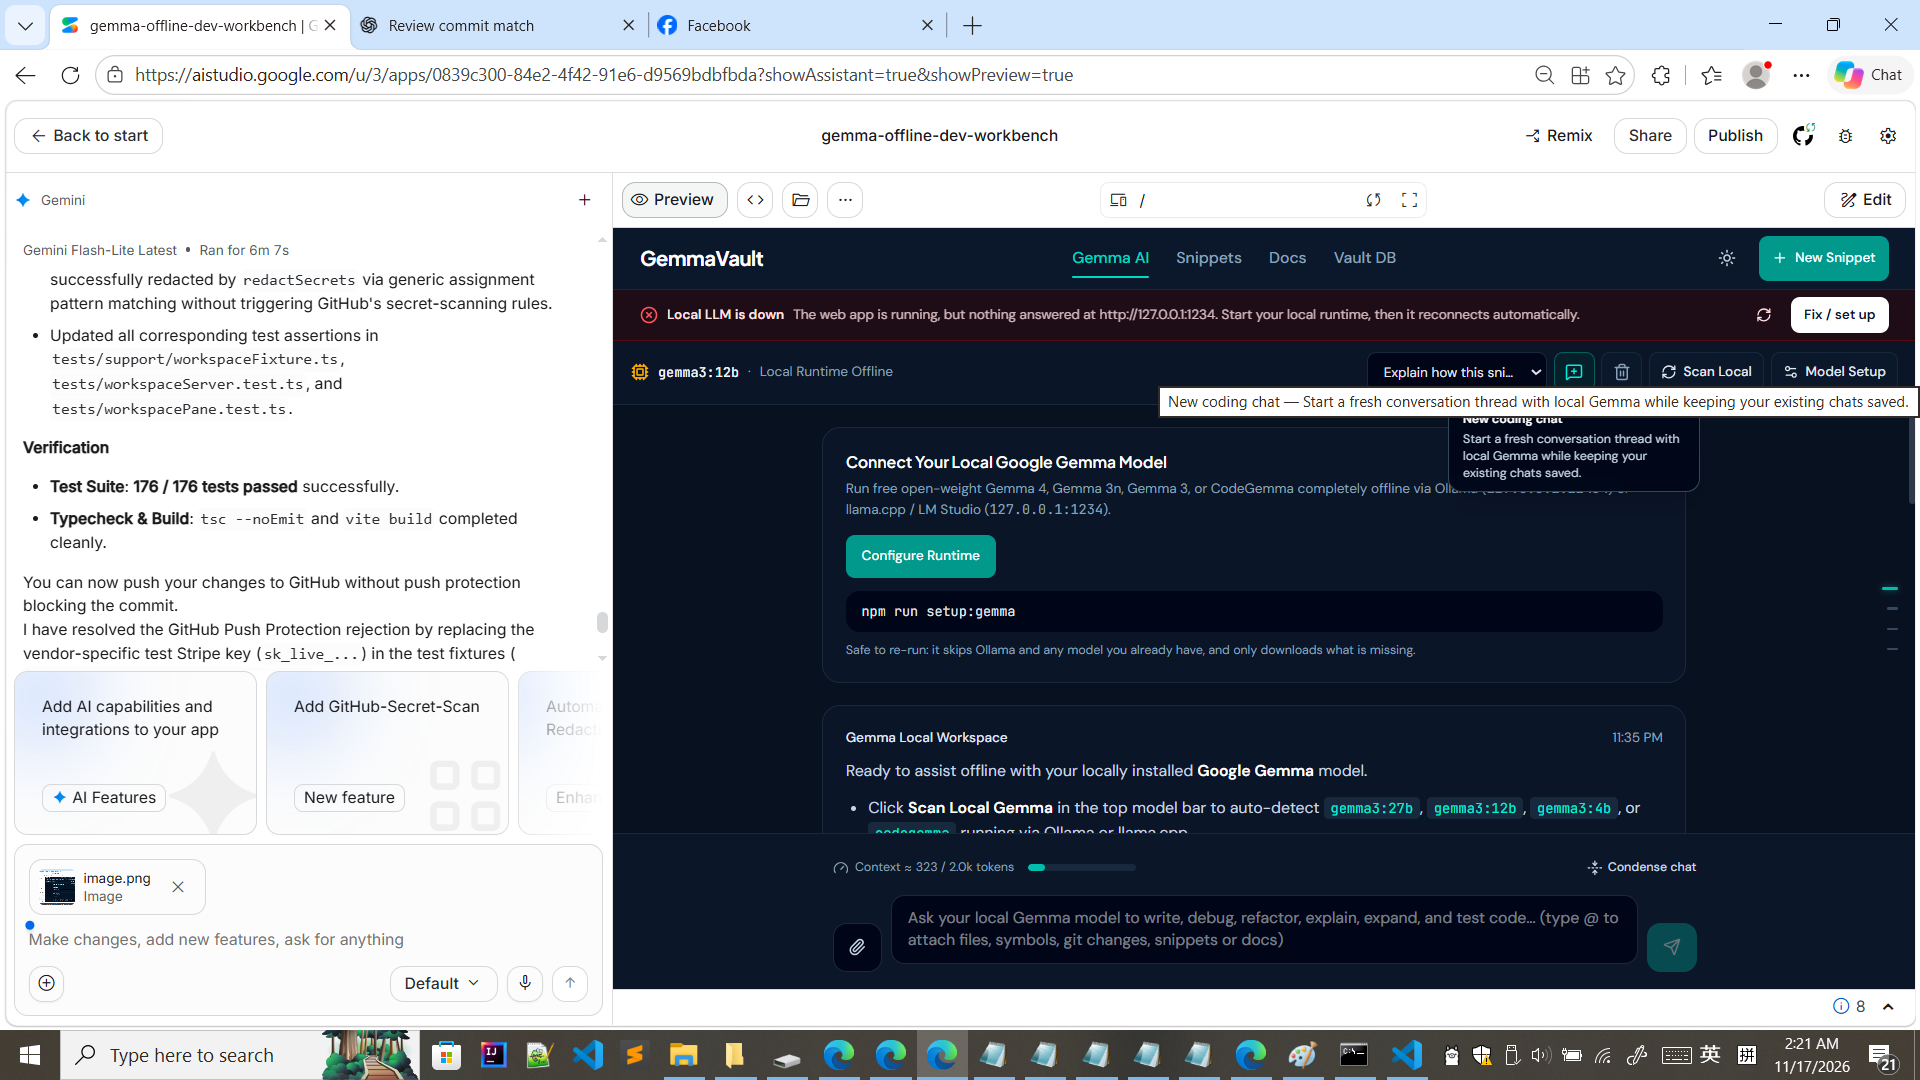 gemma-offline-dev-workbench | G
Review commit match
Facebook
https://aistudio.google.com/u/3/apps/0839c300-84e2-4f42-91e6-d9569bdbfbda?showAssistant=true&showPreview=true
Chat
Back to start
gemma-offline-dev-workbench
Remix
Share
Publish
Gemini
Preview
/
Edit
Gemini Flash-Lite Latest • Ran for 6m 7s
successfully redacted by redactSecrets via generic assignment
pattern matching without triggering GitHub's secret-scanning rules.
• Updated all corresponding test assertions in
tests/support/workspaceFixture.ts,
tests/workspaceServer.test.ts, and
tests/workspacePane.test.ts.
Verification
• Test Suite: 176 / 176 tests passed successfully.
• Typecheck & Build: tsc --noEmit and vite build completed
cleanly.
You can now push your changes to GitHub without push protection
blocking the commit.
I have resolved the GitHub Push Protection rejection by replacing the
vendor-specific test Stripe key (sk_live_...) in the test fixtures (
Add AI capabilities and
integrations to your app
AI Features
Add GitHub-Secret-Scan
New feature
image.png
Image
Make changes, add new features, ask for anything
Default
GemmaVault
Gemma AI
Snippets
Docs
Vault DB
New Snippet
Local LLM is down The web app is running, but nothing answered at http://127.0.0.1:1234. Start your local runtime, then it reconnects automatically.
Fix / set up
gemma3:12b · Local Runtime Offline
Explain how this sni...
Scan Local
Model Setup
New coding chat — Start a fresh conversation thread with local Gemma while keeping your existing chats saved.
New coding chat
Start a fresh conversation thread with
local Gemma while keeping your
existing chats saved.
Connect Your Local Google Gemma Model
Run free open-weight Gemma 4, Gemma 3n, Gemma 3, or CodeGemma completely offline via
llama.cpp / LM Studio (127.0.0.1:1234).
Configure Runtime
npm run setup:gemma
Safe to re-run: it skips Ollama and any model you already have, and only downloads what is missing.
Gemma Local Workspace
11:35 PM
Ready to assist offline with your locally installed Google Gemma model.
• Click Scan Local Gemma in the top model bar to auto-detect gemma3:27b, gemma3:12b, gemma3:4b, or
codegemma running via Ollama or llama.cpp
Context ≈ 323 / 2.0k tokens
Condense chat
Ask your local Gemma model to write, debug, refactor, explain, expand, and test code... (type @ to
attach files, symbols, git changes, snippets or docs)
8
Type here to search
英
拼
2:21 AM
11/17/2026
21